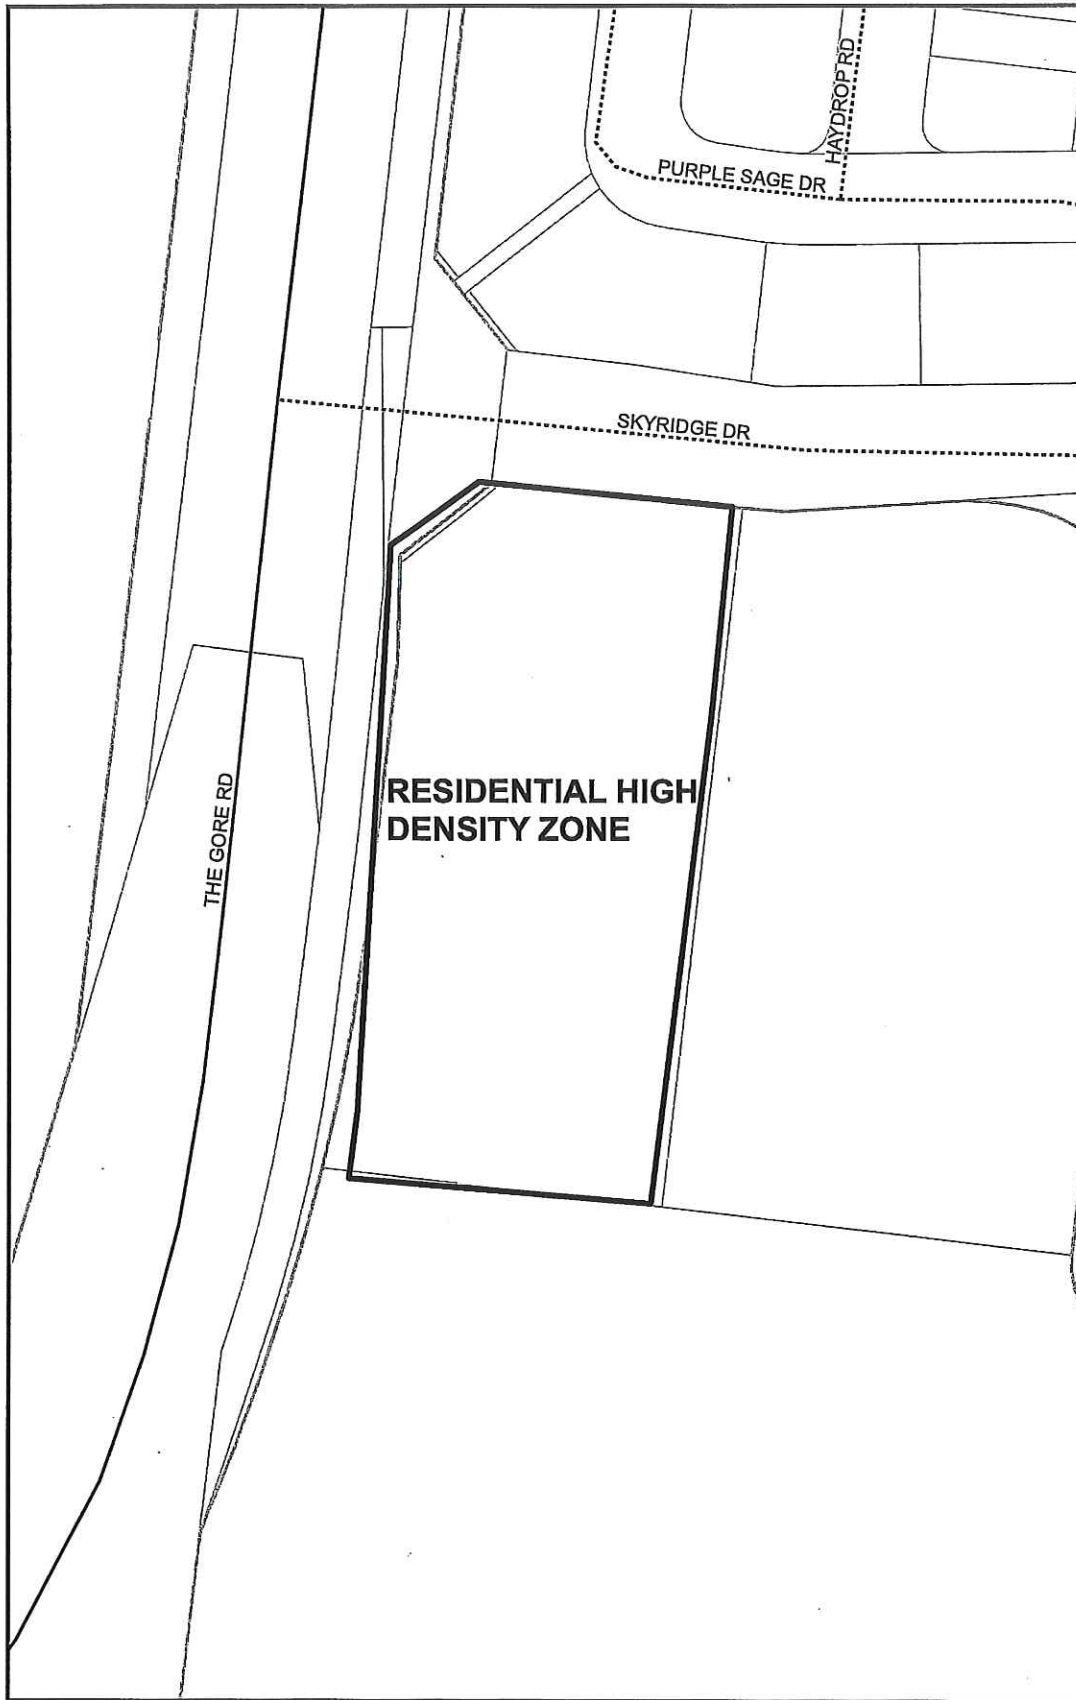 HAYDROP RD
PURPLE SAGE DR
SKYRIDGE DR
RESIDENTIAL HIGH
DENSITY ZONE
THE GORE RD